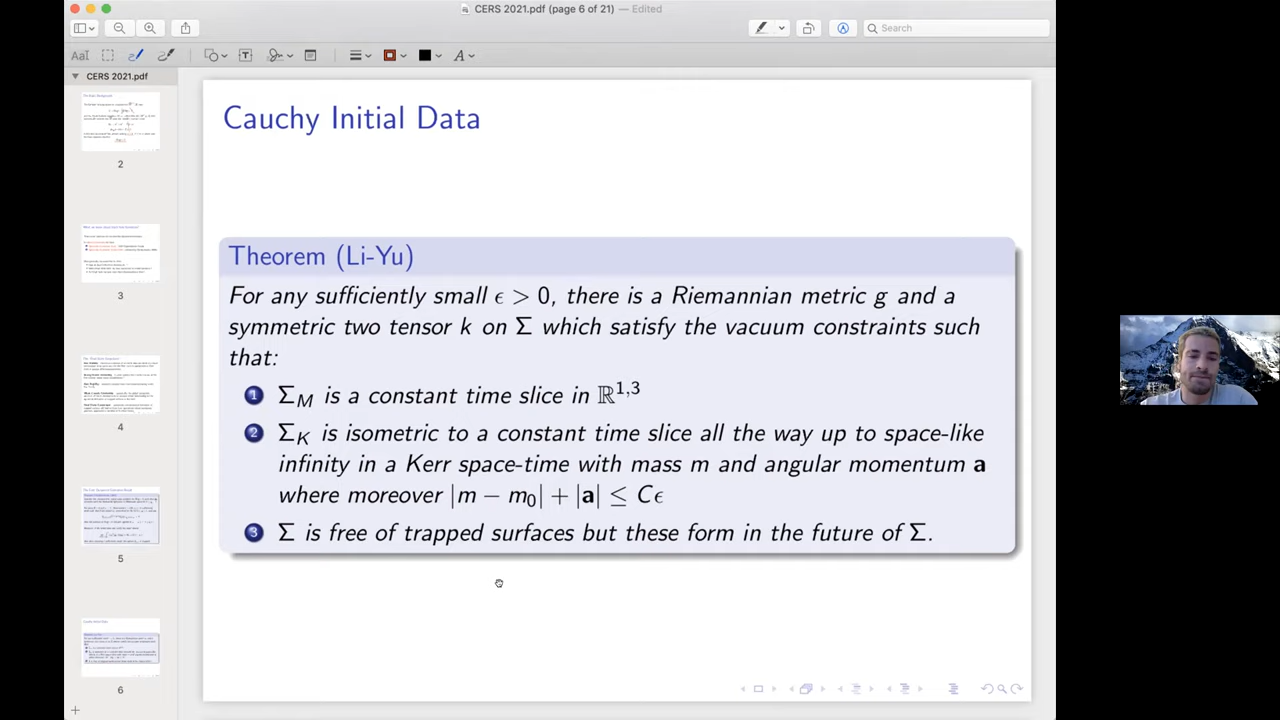 CERS 2021.pdf (page 6 of 21) — Edited
Search
CERS 2021.pdf
2
3
4
5
6
Cauchy Initial Data
Theorem (Li-Yu)
For any sufficiently small ϵ > 0, there is a Riemannian metric g and a
symmetric two tensor k on Σ which satisfy the vacuum constraints such
that:
1 Σ_M is a constant time slice in ℝ^{1,3}
2 Σ_K is isometric to a constant time slice all the way up to space-like
infinity in a Kerr space-time with mass m and angular momentum a
where moreover |m − m_0| + |a| ≤ Cϵ
3 Σ is free of trapped surfaces but these form in the future of Σ.